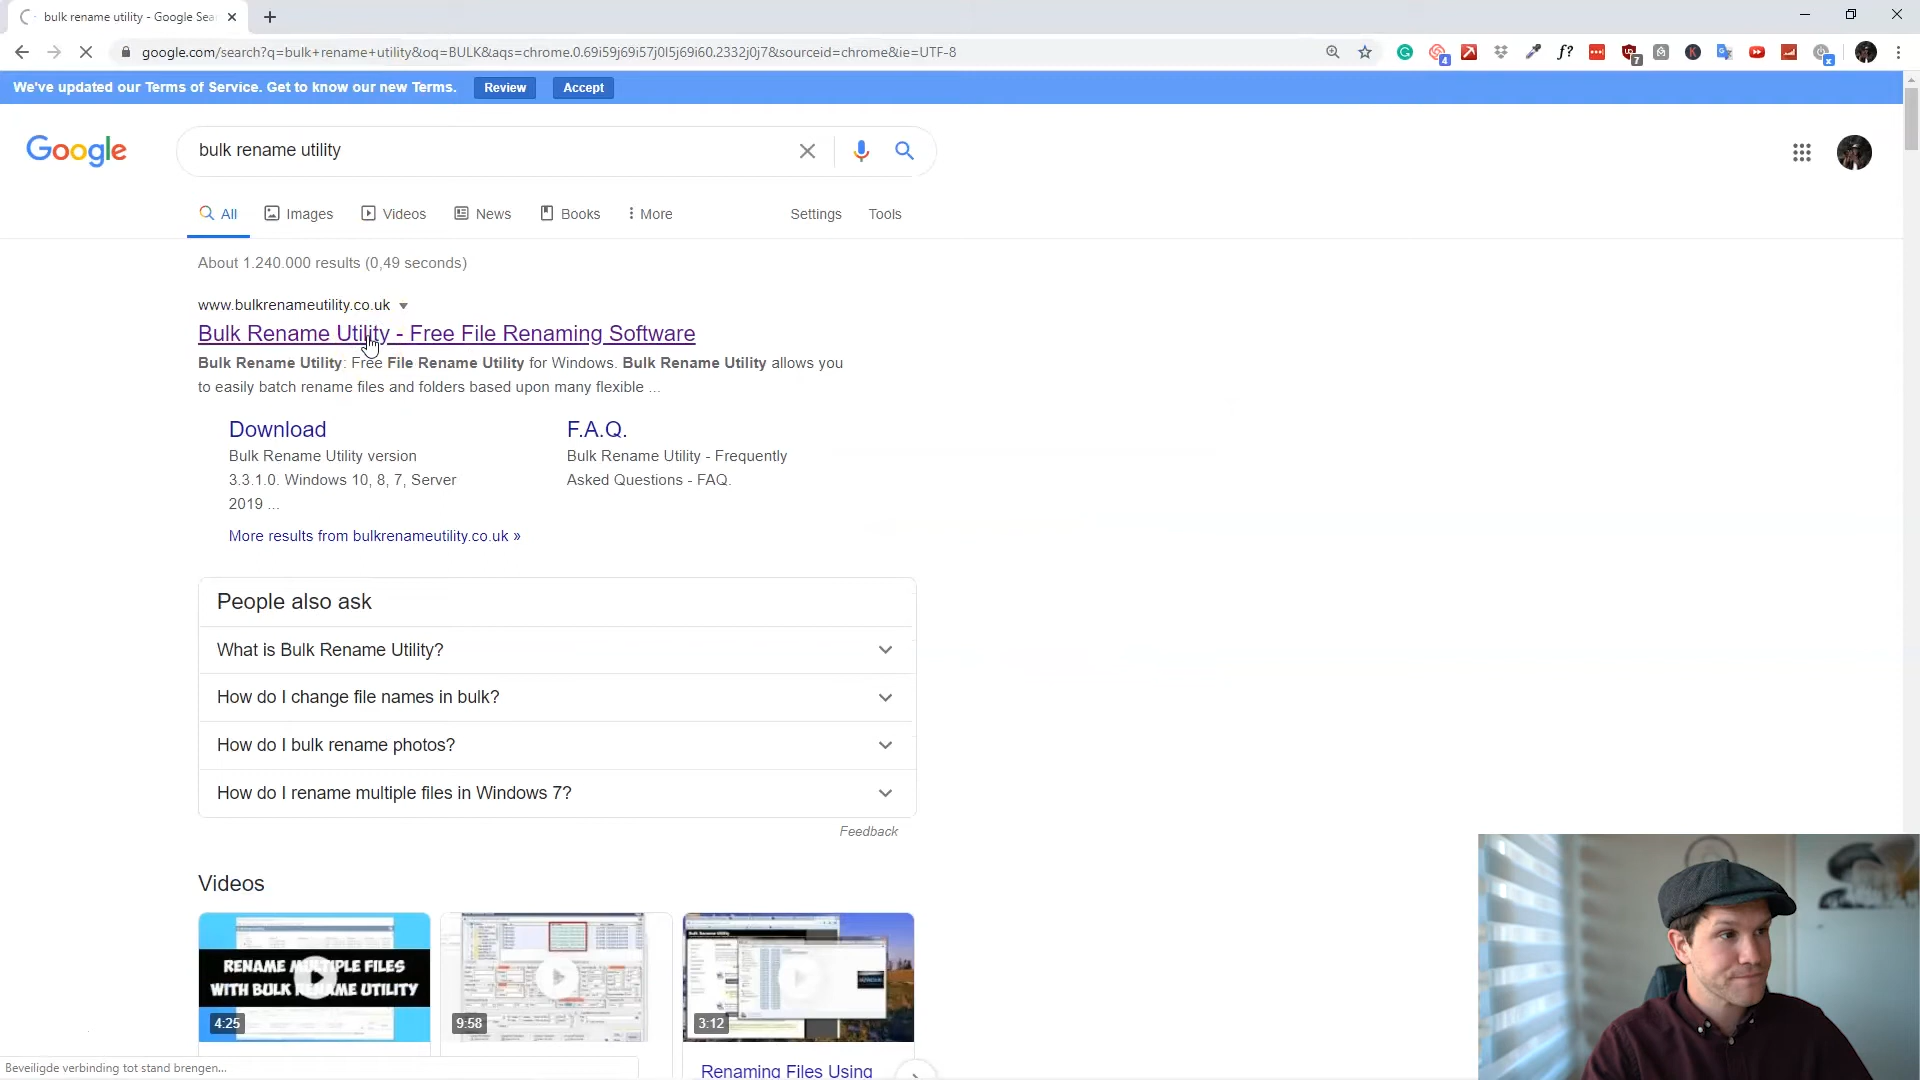 bulk rename utility - Google Sea
google.com/search?q=bulk+rename+utility&oq=BULK&aqs=chrome.0.69i59j69i57j0l5j69i60.2332j0j7&sourceid=chrome&ie=UTF-8
We've updated our Terms of Service. Get to know our new Terms. Review Accept
Google
bulk rename utility
All Images Videos News Books More Settings Tools
About 1.240.000 results (0,49 seconds)
www.bulkrenameutility.co.uk
Bulk Rename Utility - Free File Renaming Software
Bulk Rename Utility: Free File Rename Utility for Windows. Bulk Rename Utility allows you
to easily batch rename files and folders based upon many flexible ...
Download
Bulk Rename Utility version
3.3.1.0. Windows 10, 8, 7, Server
2019 ...
F.A.Q.
Bulk Rename Utility - Frequently
Asked Questions - FAQ.
More results from bulkrenameutility.co.uk »
People also ask
What is Bulk Rename Utility?
How do I change file names in bulk?
How do I bulk rename photos?
How do I rename multiple files in Windows 7?
Feedback
Videos
RENAME MULTIPLE FILES
WITH BULK RENAME UTILITY
4:25
9:58
3:12
Renaming Files Using
Beveiligde verbinding tot stand brengen...